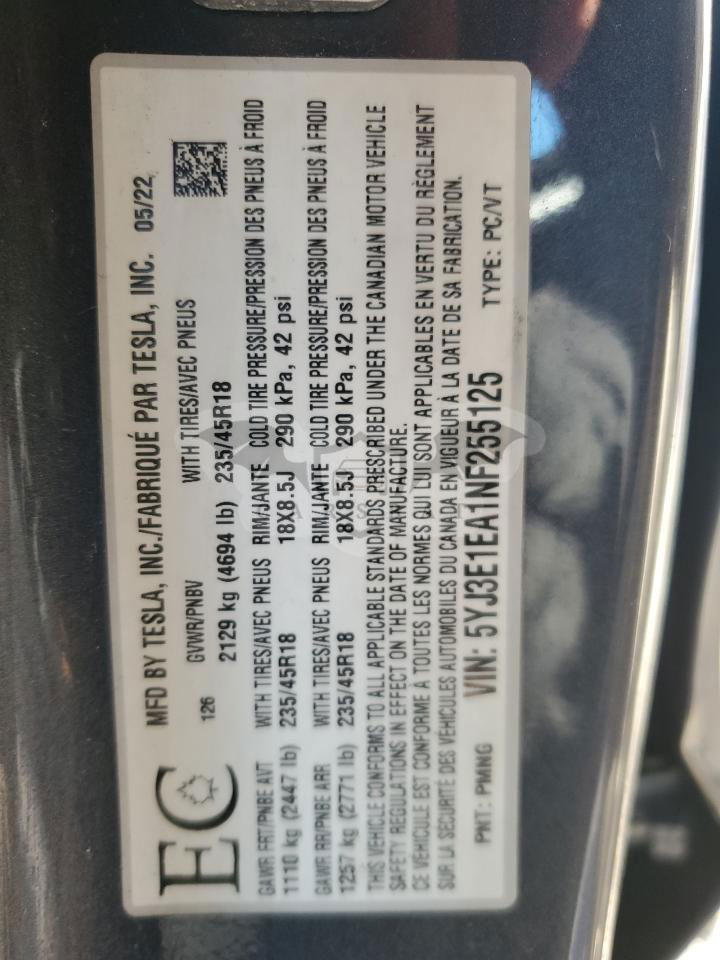 EC
MFD BY TESLA, INC./FABRIQUÉ PAR TESLA, INC. 05/22
126 GVWR/PNBV WITH TIRES/AVEC PNEUS
2129 kg (4694 lb) 235/45R18
GAWR FRT/PNBE AVT WITH TIRES/AVEC PNEUS RIM/JANTE COLD TIRE PRESSURE/PRESSION DES PNEUS À FROID
1110 kg (2447 lb) 235/45R18 18X8.5J 290 kPa, 42 psi
GAWR RR/PNBE ARR WITH TIRES/AVEC PNEUS RIM/JANTE COLD TIRE PRESSURE/PRESSION DES PNEUS À FROID
1257 kg (2771 lb) 235/45R18 18X8.5J 290 kPa, 42 psi
THIS VEHICLE CONFORMS TO ALL APPLICABLE STANDARDS PRESCRIBED UNDER THE CANADIAN MOTOR VEHICLE
SAFETY REGULATIONS IN EFFECT ON THE DATE OF MANUFACTURE.
CE VÉHICULE EST CONFORME À TOUTES LES NORMES QUI LUI SONT APPLICABLES EN VERTU DU RÈGLEMENT
SUR LA SÉCURITÉ DES VÉHICULES AUTOMOBILES DU CANADA EN VIGUEUR À LA DATE DE SA FABRICATION.
PNT: PMNG VIN: 5YJ3E1EA1NF255125 TYPE: PC/VT